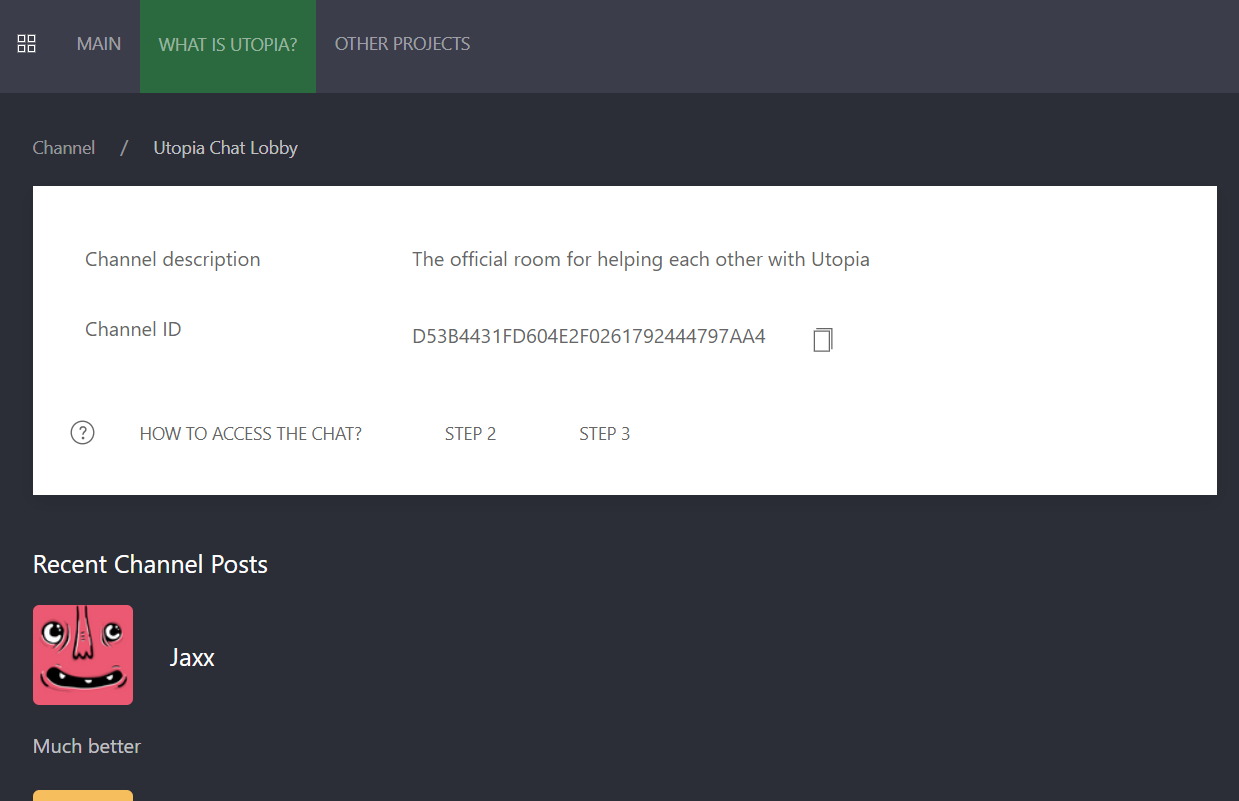 MAIN WHAT IS UTOPIA? OTHER PROJECTS
Channel / Utopia Chat Lobby
Channel description The official room for helping each other with Utopia
Channel ID D53B4431FD604E2F0261792444797AA4
? HOW TO ACCESS THE CHAT? STEP 2 STEP 3
Recent Channel Posts
Jaxx
Much better